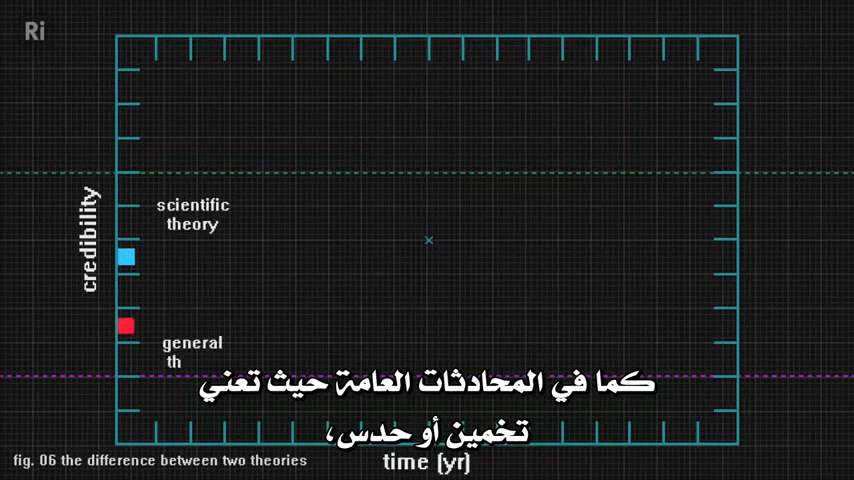 Ri
scientific
theory
credibility
general
th
كما في المحادثات العامة حيث تعني
تخمين أو حدس،
fig. 06 the difference between two theories
time (yr)